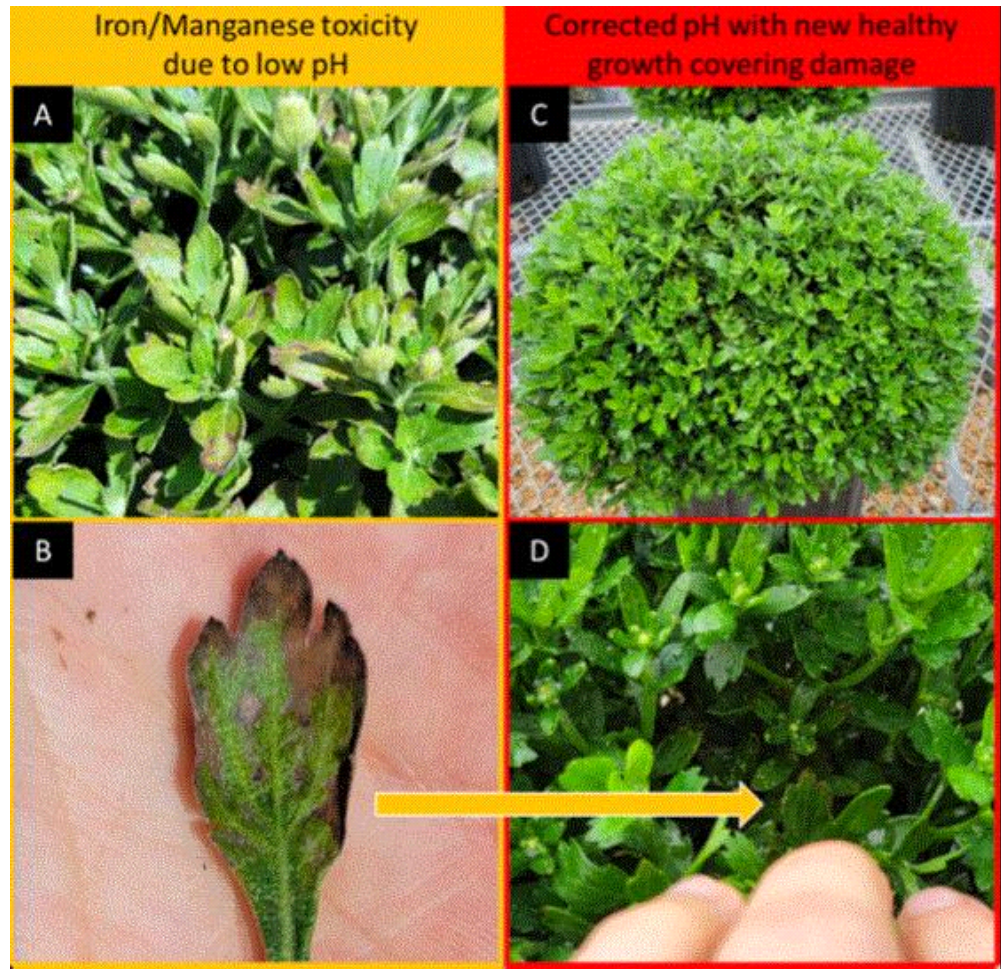 Iron/Manganese toxicity
due to low pH
Corrected pH with new healthy
growth covering damage
A
C
B
D